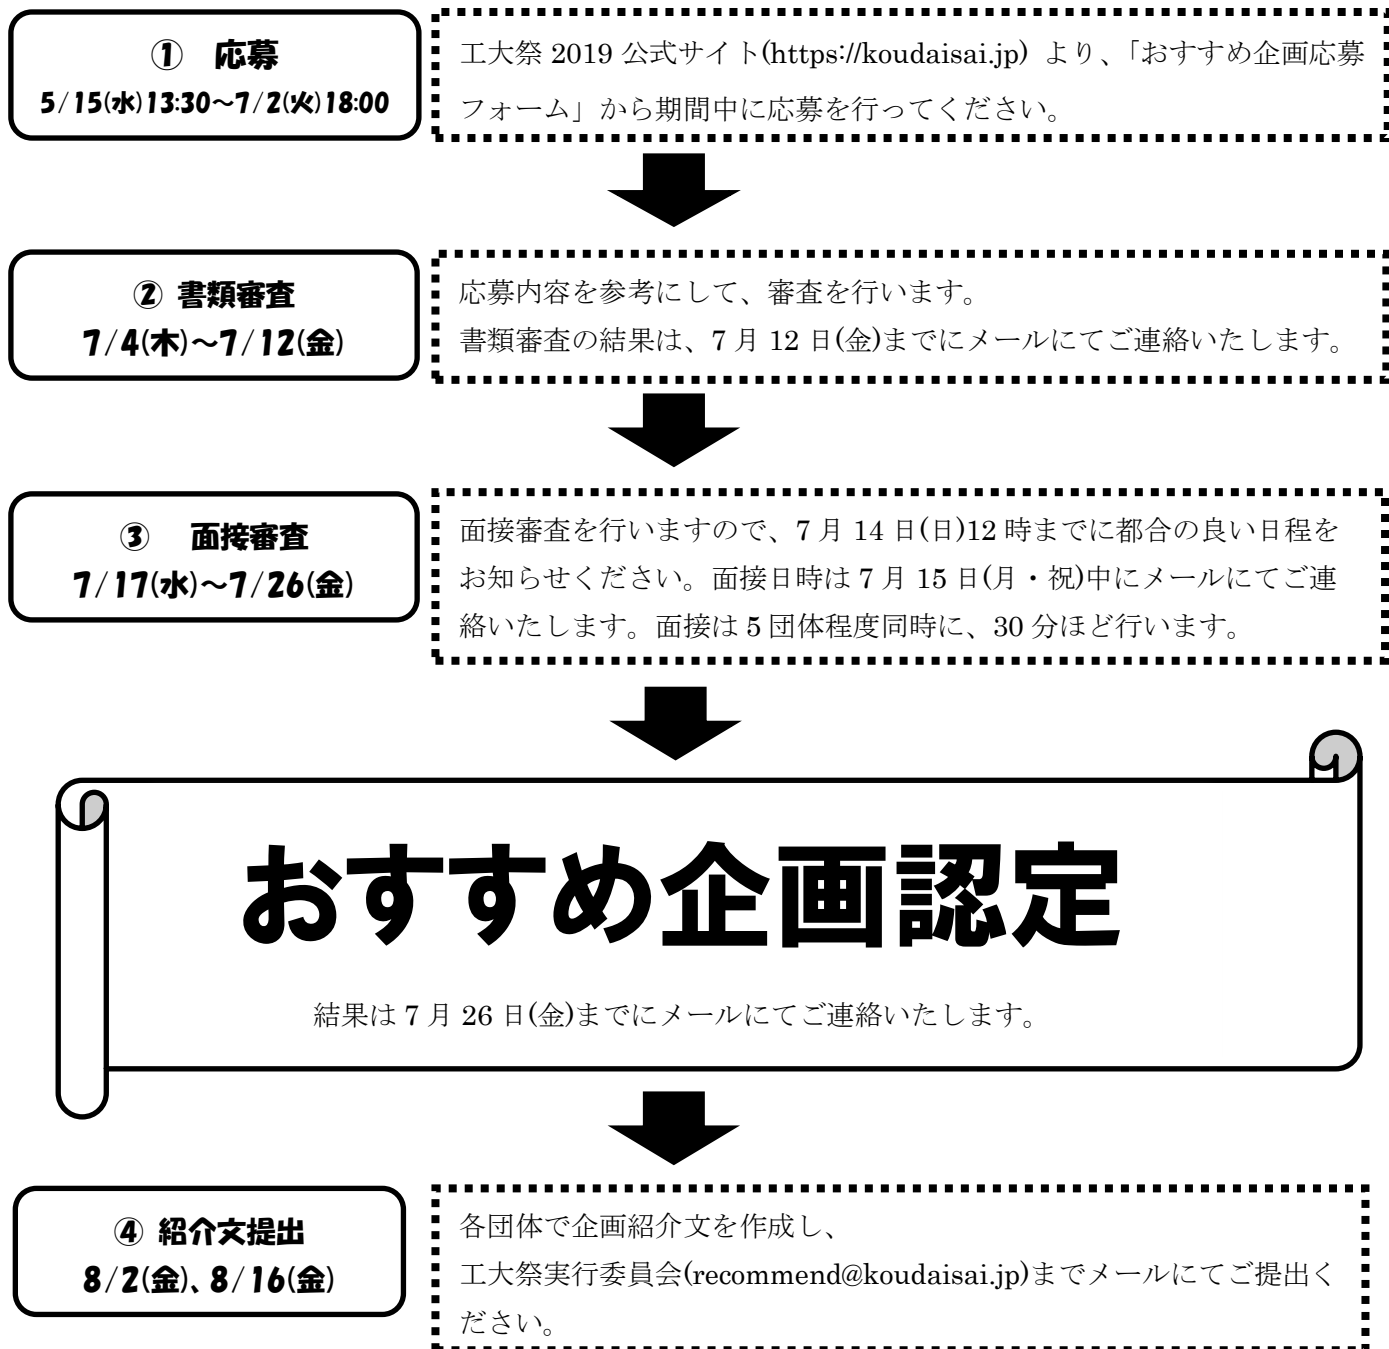 ① 応募
5/15(水)13:30～7/2(火)18:00
工大祭 2019 公式サイト(https://koudaisai.jp) より、「おすすめ企画応募
フォーム」から期間中に応募を行ってください。
② 書類審査
7/4(木)～7/12(金)
応募内容を参考にして、審査を行います。
書類審査の結果は、7 月 12 日(金)までにメールにてご連絡いたします。
③ 面接審査
7/17(水)～7/26(金)
面接審査を行いますので、7 月 14 日(日)12 時までに都合の良い日程を
お知らせください。面接日時は 7 月 15 日(月・祝)中にメールにてご連
絡いたします。面接は 5 団体程度同時に、30 分ほど行います。
おすすめ企画認定
結果は 7 月 26 日(金)までにメールにてご連絡いたします。
④ 紹介文提出
8/2(金)、8/16(金)
各団体で企画紹介文を作成し、
工大祭実行委員会(recommend@koudaisai.jp)までメールにてご提出く
ださい。